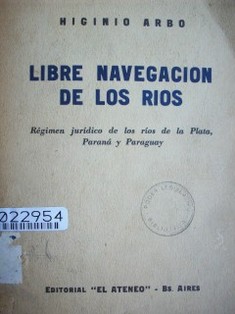 HIGINIO ARBO
LIBRE NAVEGACION
DE LOS RIOS
Régimen jurídico de los ríos de la Plata,
Paraná y Paraguay
022954
EDITORIAL "EL ATENEO" - Bs. AIRES